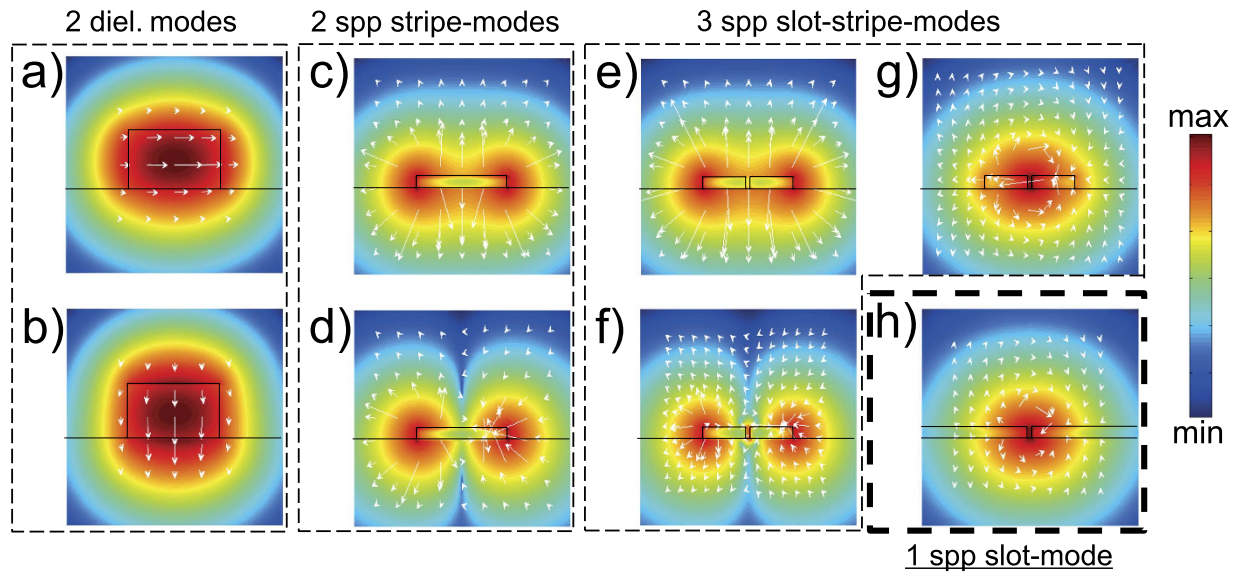 2 diel. modes
2 spp stripe-modes
3 spp slot-stripe-modes
a)
c)
e)
g)
max
b)
d)
f)
h)
min
1 spp slot-mode